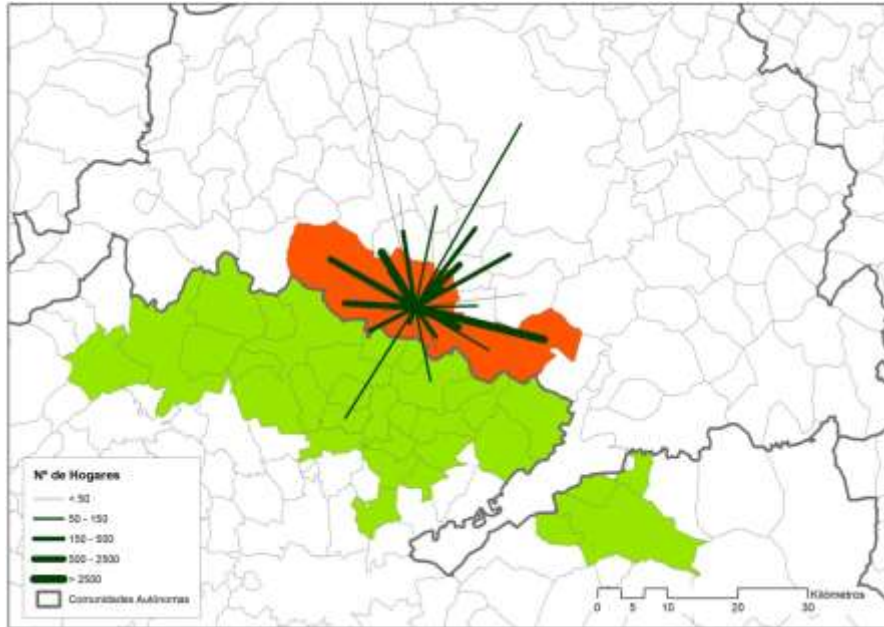 Nº de Hogares
< 50
50 - 150
150 - 500
500 - 2500
> 2500
Comunidades Autónomas
Kilómetros
0 5 10 20 30